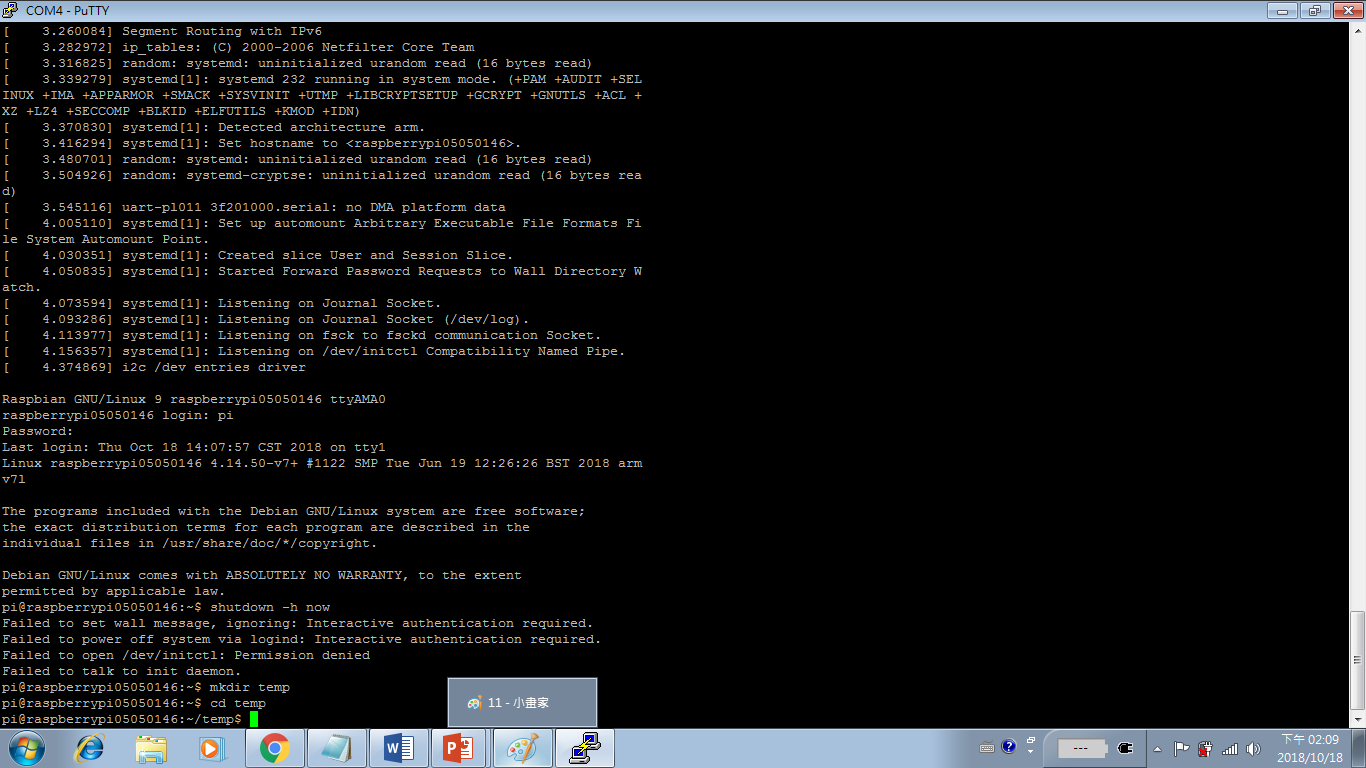 COM4 - PuTTY
[    3.260084] Segment Routing with IPv6
[    3.282972] ip_tables: (C) 2000-2006 Netfilter Core Team
[    3.316825] random: systemd: uninitialized urandom read (16 bytes read)
[    3.339279] systemd[1]: systemd 232 running in system mode. (+PAM +AUDIT +SEL
INUX +IMA +APPARMOR +SMACK +SYSVINIT +UTMP +LIBCRYPTSETUP +GCRYPT +GNUTLS +ACL +
XZ +LZ4 +SECCOMP +BLKID +ELFUTILS +KMOD +IDN)
[    3.370830] systemd[1]: Detected architecture arm.
[    3.416294] systemd[1]: Set hostname to <raspberrypi05050146>.
[    3.480701] random: systemd: uninitialized urandom read (16 bytes read)
[    3.504926] random: systemd-cryptse: uninitialized urandom read (16 bytes rea
d)
[    3.545116] uart-pl011 3f201000.serial: no DMA platform data
[    4.005110] systemd[1]: Set up automount Arbitrary Executable File Formats Fi
le System Automount Point.
[    4.030351] systemd[1]: Created slice User and Session Slice.
[    4.050835] systemd[1]: Started Forward Password Requests to Wall Directory W
atch.
[    4.073594] systemd[1]: Listening on Journal Socket.
[    4.093286] systemd[1]: Listening on Journal Socket (/dev/log).
[    4.113977] systemd[1]: Listening on fsck to fsckd communication Socket.
[    4.156357] systemd[1]: Listening on /dev/initctl Compatibility Named Pipe.
[    4.374869] i2c /dev entries driver
Raspbian GNU/Linux 9 raspberrypi05050146 ttyAMA0
raspberrypi05050146 login: pi
Password:
Last login: Thu Oct 18 14:07:57 CST 2018 on tty1
Linux raspberrypi05050146 4.14.50-v7+ #1122 SMP Tue Jun 19 12:26:26 BST 2018 arm
v7l
The programs included with the Debian GNU/Linux system are free software;
the exact distribution terms for each program are described in the
individual files in /usr/share/doc/*/copyright.
Debian GNU/Linux comes with ABSOLUTELY NO WARRANTY, to the extent
permitted by applicable law.
pi@raspberrypi05050146:~$ shutdown -h now
Failed to set wall message, ignoring: Interactive authentication required.
Failed to power off system via logind: Interactive authentication required.
Failed to open /dev/initctl: Permission denied
Failed to talk to init daemon.
pi@raspberrypi05050146:~$ mkdir temp
pi@raspberrypi05050146:~$ cd temp
pi@raspberrypi05050146:~/temp$
11 - 小畫家
---
下午 02:09
2018/10/18